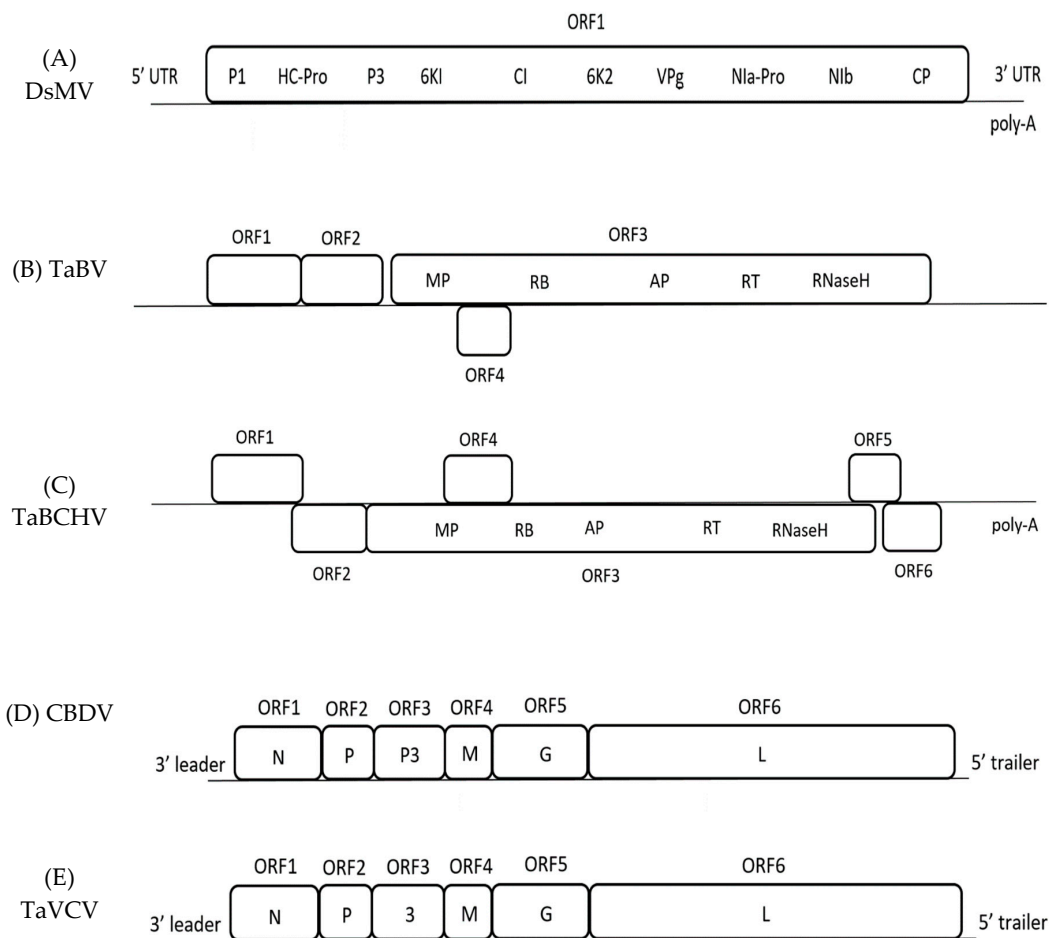 ORF1
(A)
DsMV
5′ UTR P1 HC-Pro P3 6KI CI 6K2 VPg NIa-Pro NIb CP 3′ UTR
poly-A
ORF1 ORF2 ORF3
(B) TaBV
MP RB AP RT RNaseH
ORF4
ORF1 ORF4 ORF5
(C)
TaBCHV
MP RB AP RT RNaseH poly-A
ORF2 ORF3 ORF6
(D) CBDV
ORF1 ORF2 ORF3 ORF4 ORF5 ORF6
3′ leader N P P3 M G L 5′ trailer
ORF1 ORF2 ORF3 ORF4 ORF5 ORF6
(E)
TaVCV
3′ leader N P 3 M G L 5′ trailer